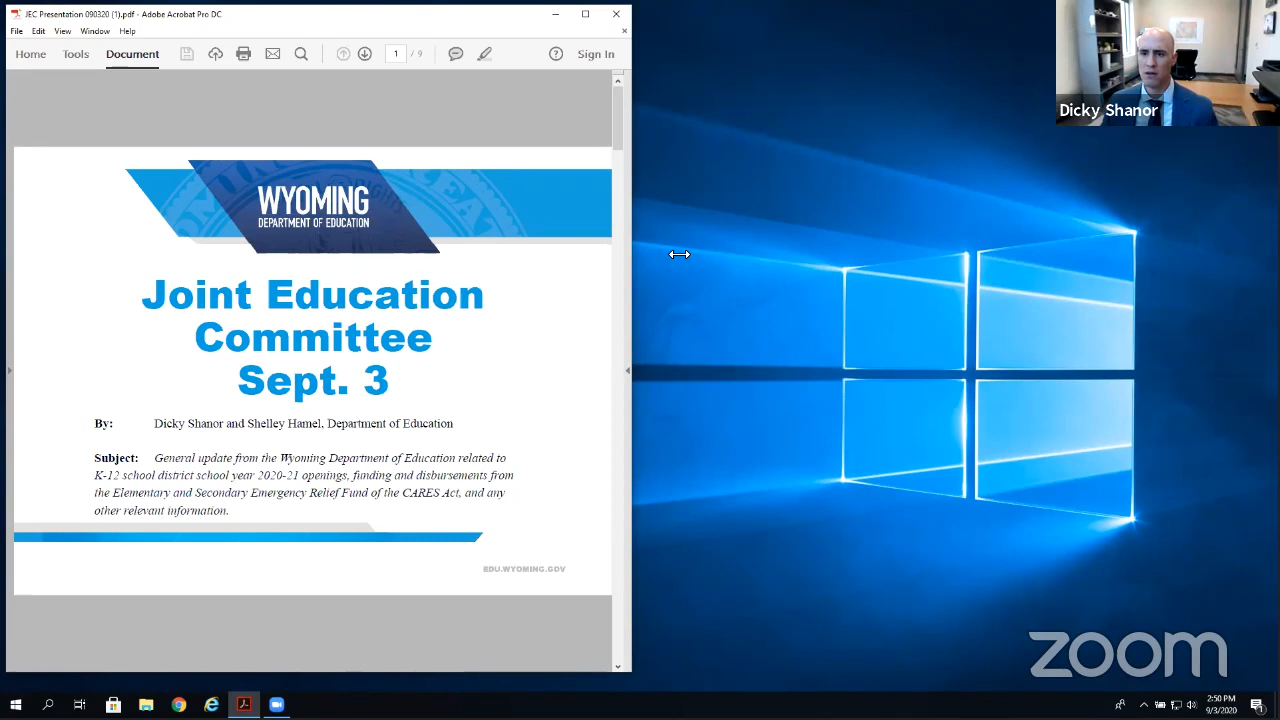 JEC Presentation 090320 (1).pdf - Adobe Acrobat Pro DC
File Edit View Window Help
Home Tools Document 1 / 9 Sign In
WYOMING
DEPARTMENT OF EDUCATION
Joint Education
Committee
Sept. 3
By: Dicky Shanor and Shelley Hamel, Department of Education
Subject: General update from the Wyoming Department of Education related to
K-12 school district school year 2020-21 openings, funding and disbursements from
the Elementary and Secondary Emergency Relief Fund of the CARES Act, and any
other relevant information.
EDU.WYOMING.GOV
Dicky Shanor
zoom
2:50 PM
9/3/2020